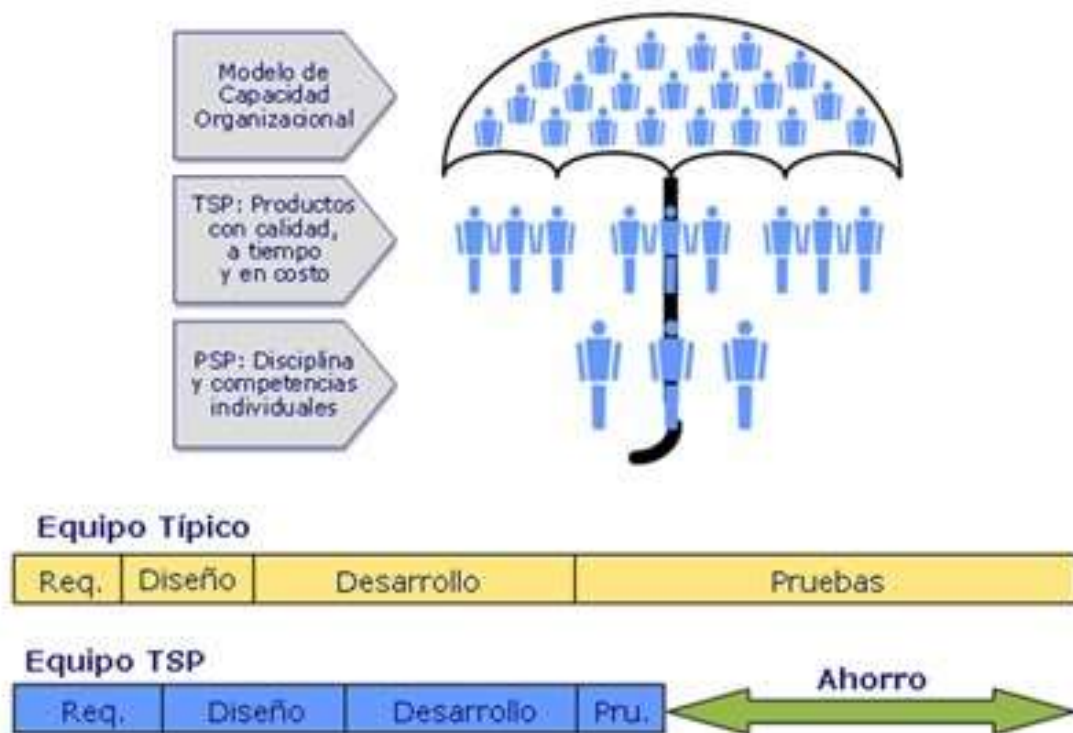 Modelo de
Capacidad
Organizacional
TSP: Productos
con calidad,
a tiempo
y en costo
PSP: Disciplina
y competencias
individuales
Equipo Típico
Req. Diseño Desarrollo Pruebas
Equipo TSP
Req. Diseño Desarrollo Pru.
Ahorro